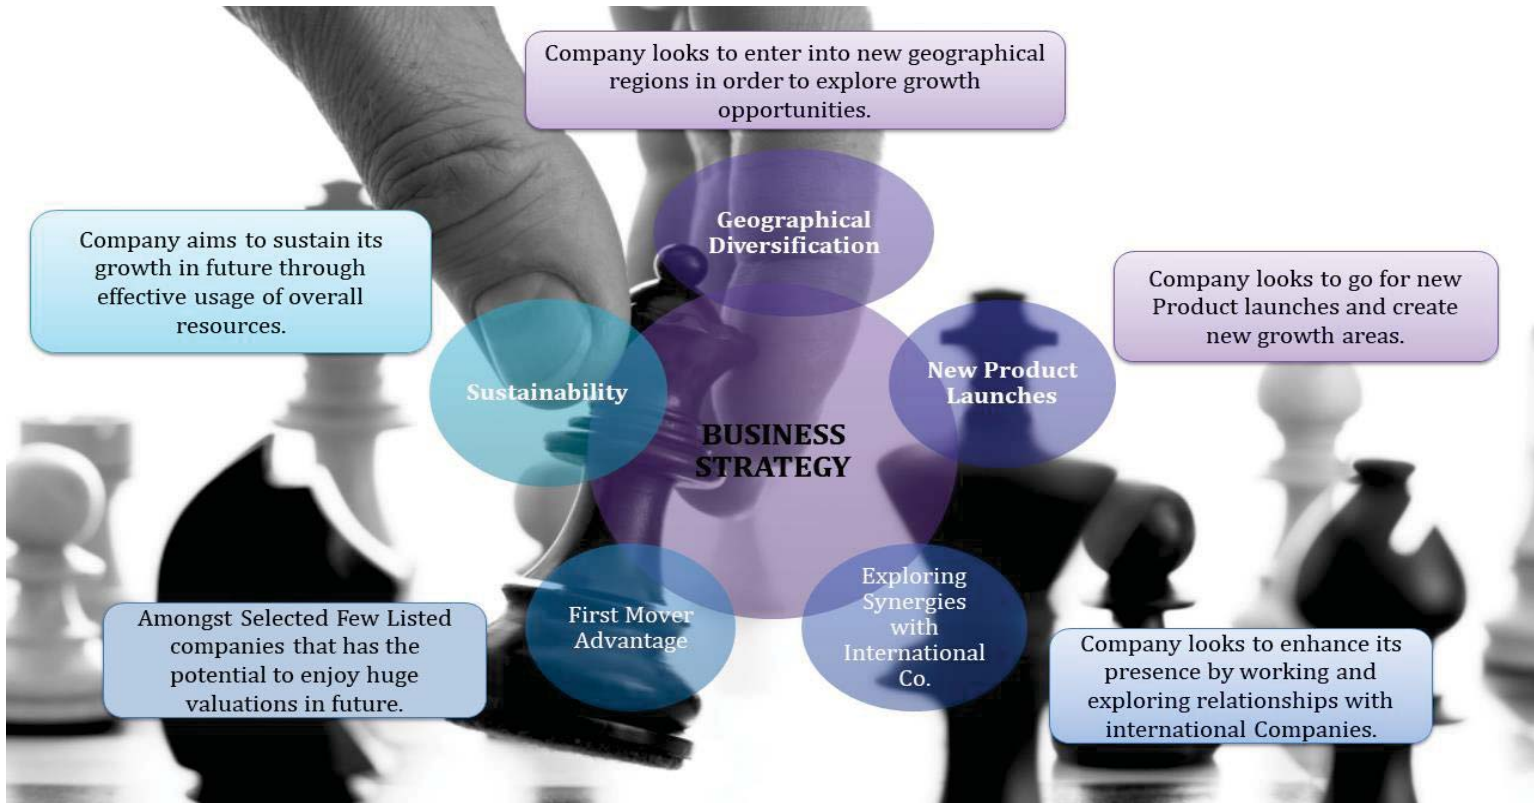 Company looks to enter into new geographical
regions in order to explore growth
opportunities.
Geographical
Diversification
Company aims to sustain its
growth in future through
effective usage of overall
resources.
Sustainability
Company looks to go for new
Product launches and create
new growth areas.
New Product
Launches
BUSINESS
STRATEGY
First Mover
Advantage
Amongst Selected Few Listed
companies that has the
potential to enjoy huge
valuations in future.
Exploring
Synergies
with
International
Co.
Company looks to enhance its
presence by working and
exploring relationships with
international Companies.